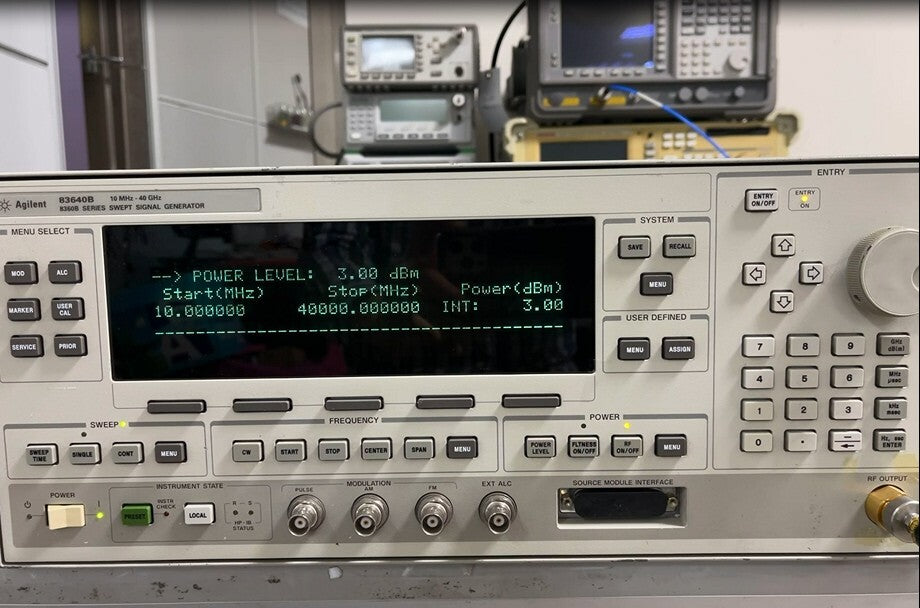 Agilent 83640B 10 MHz - 40 GHz
8360B SERIES SWEPT SIGNAL GENERATOR
MENU SELECT
MOD ALC
MARKER USER CAL
SERVICE PRIOR
--> POWER LEVEL: 3.00 dBm
Start(MHz) Stop(MHz) Power(dBm)
10.000000 40000.000000 INT: 3.00
SYSTEM
SAVE RECALL
MENU
USER DEFINED
MENU ASSIGN
ENTRY
ENTRY ON/OFF
ENTRY ON
7 8 9 GHz dB(m)
4 5 6 MHz μsec
1 2 3 kHz msec
0 . − Hz, sec ENTER
SWEEP
SWEEP TIME SINGLE CONT MENU
FREQUENCY
CW START STOP CENTER SPAN MENU
POWER
POWER LEVEL FLTNESS ON/OFF RF ON/OFF MENU
POWER
INSTRUMENT STATE
PRESET
INSTR CHECK
LOCAL
R S
HP-IB STATUS
MODULATION
PULSE AM FM
EXT ALC
SOURCE MODULE INTERFACE
RF OUTPUT